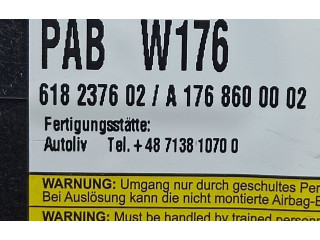 PAB W176
618 2376 02 / A 176 860 00 02
Fertigungsstätte:
Autoliv Tel. +48 7138 1070 0
WARNUNG: Umgang nur durch geschultes
Bei Auslösung kann die nicht montierte
WARNING: Must be handled by trained